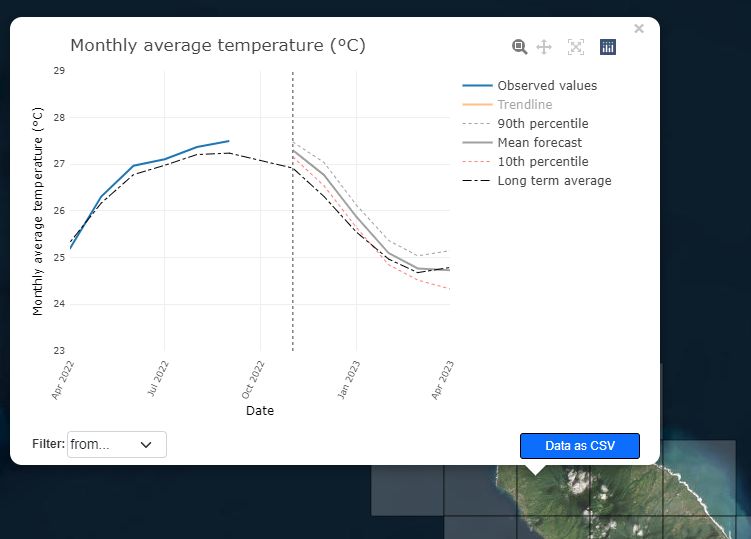 ×
Monthly average temperature (°C)
29
28
27
26
25
24
23
Monthly average temperature (°C)
Apr 2022
Jul 2022
Oct 2022
Jan 2023
Apr 2023
Date
Observed values
Trendline
90th percentile
Mean forecast
10th percentile
Long term average
Filter: from...
Data as CSV